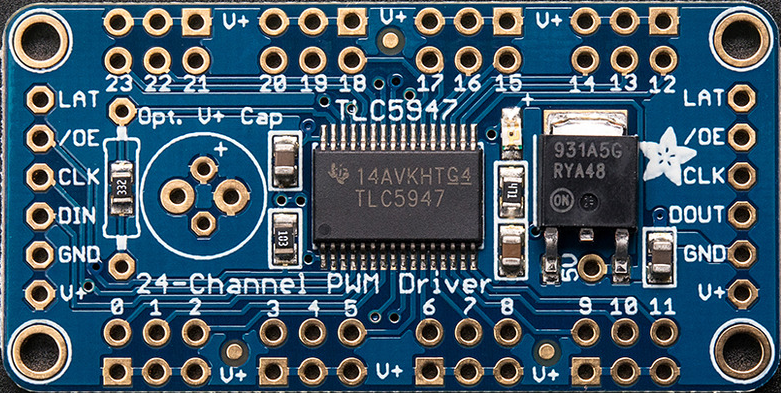 V+ V+ V+ V+
23 22 21 20 19 18 17 16 15 14 13 12
LAT TLC5947 + LAT
Opt. V+ Cap
/OE + 931A5G /OE
RYA48
CLK 332 14AVKHTG4 CLK
TLC5947
DIN ON DOUT
GND 103 GND
5V
V+ 24-Channel PWM Driver V+
0 1 2 3 4 5 6 7 8 9 10 11
V+ V+ V+ V+